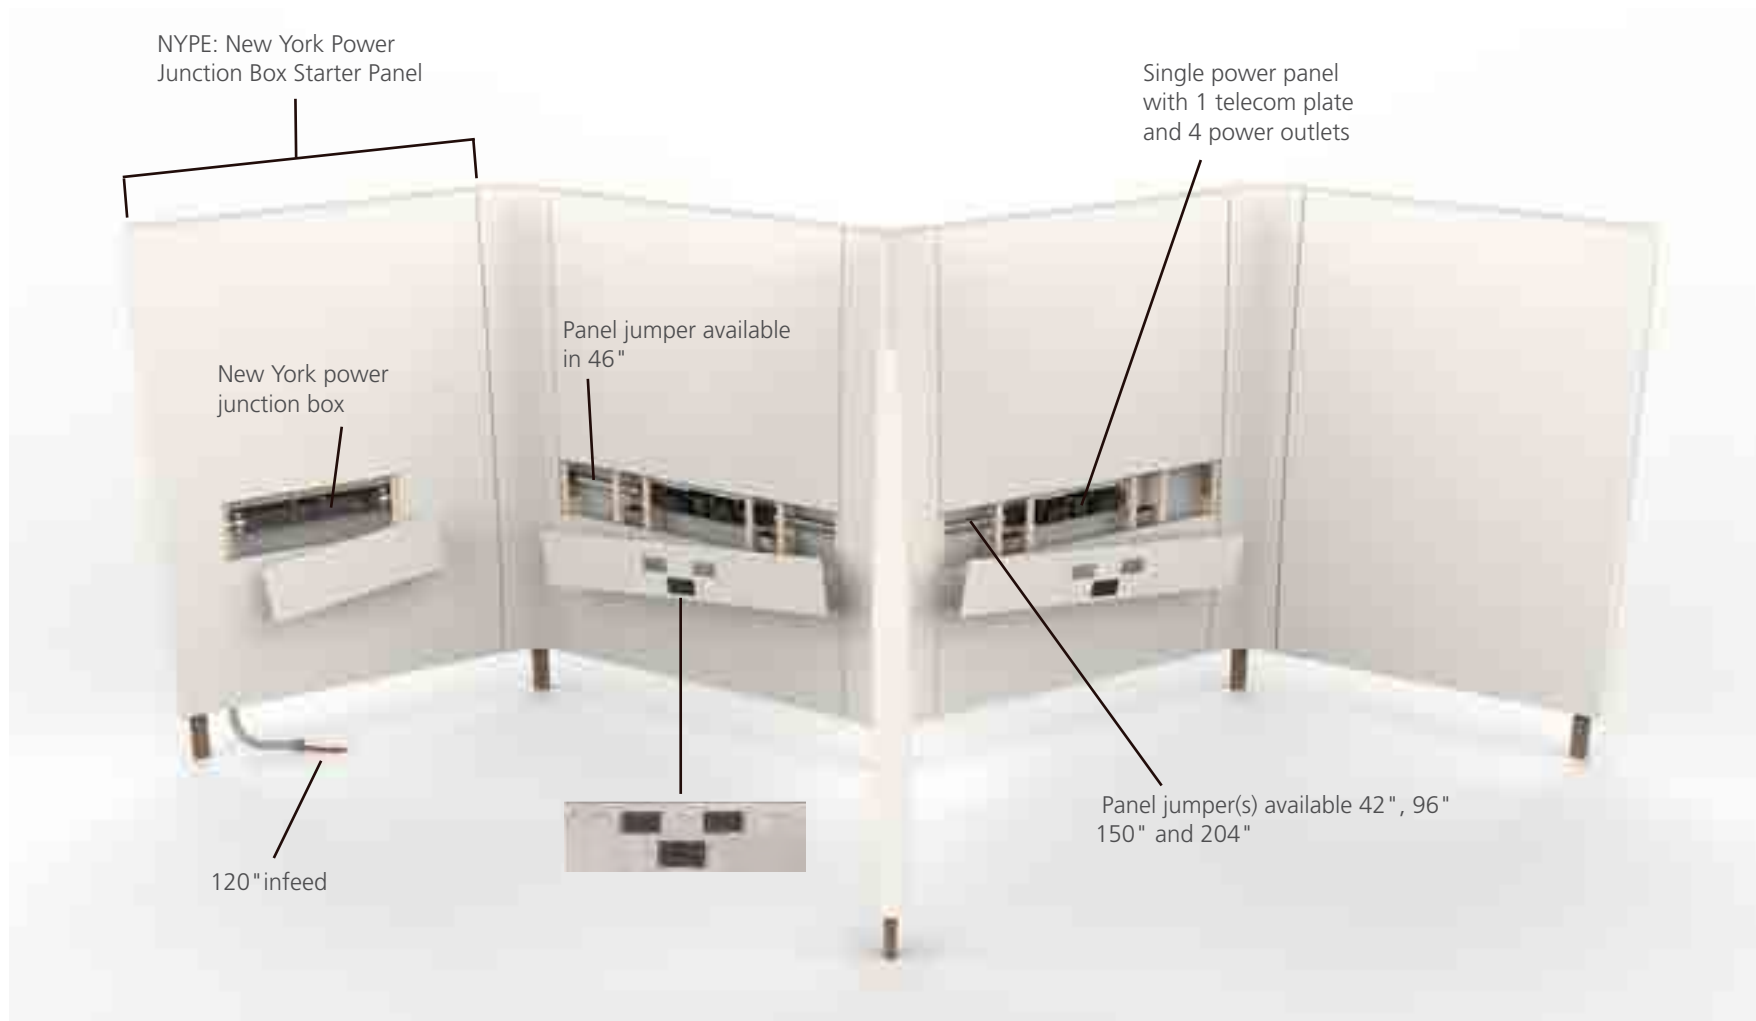 NYPE: New York Power
Junction Box Starter Panel
Single power panel
with 1 telecom plate
and 4 power outlets
Panel jumper available
in 46"
New York power
junction box
Panel jumper(s) available 42", 96"
150" and 204"
120"infeed